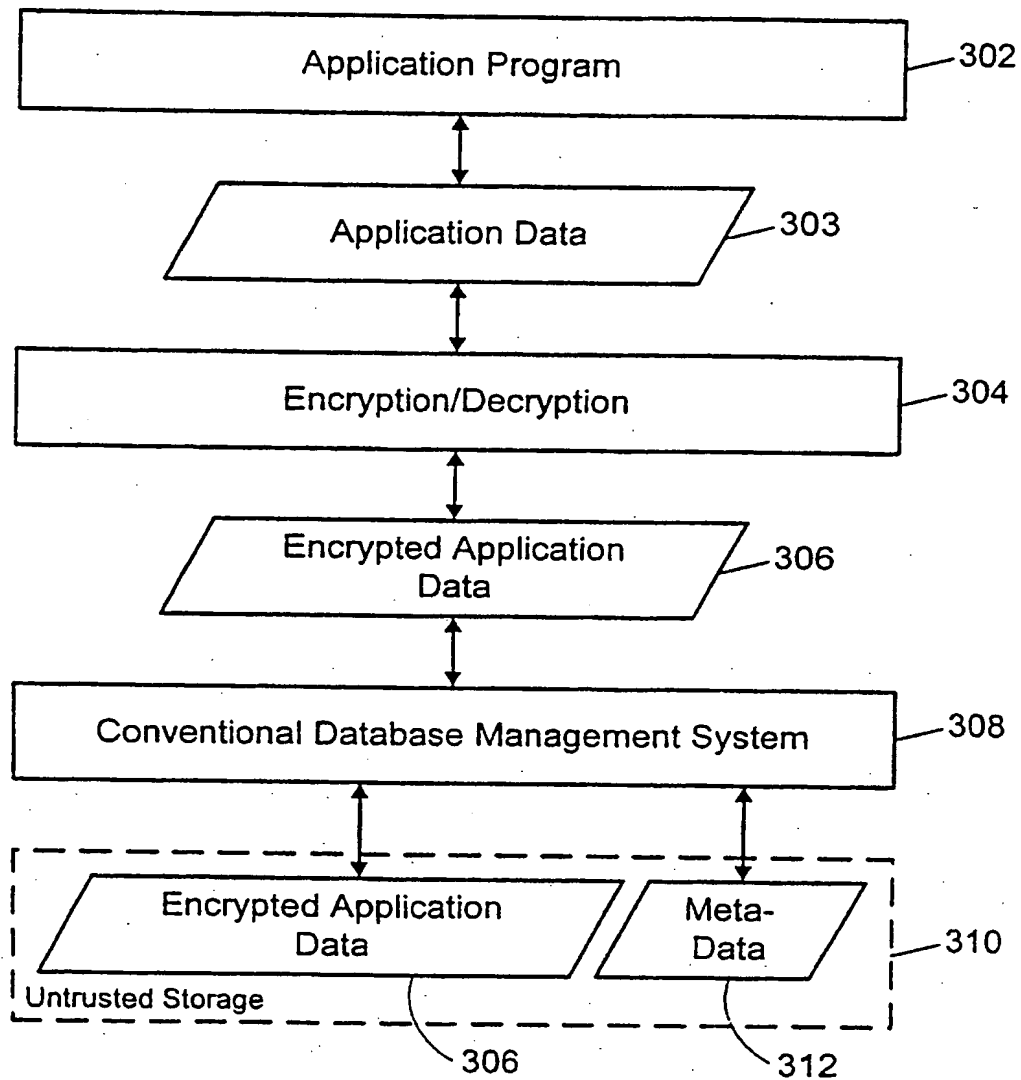 Application Program
302
Application Data
303
Encryption/Decryption
304
Encrypted Application
Data
306
Conventional Database Management System
308
Encrypted Application
Data
Meta-
Data
310
Untrusted Storage
306
312